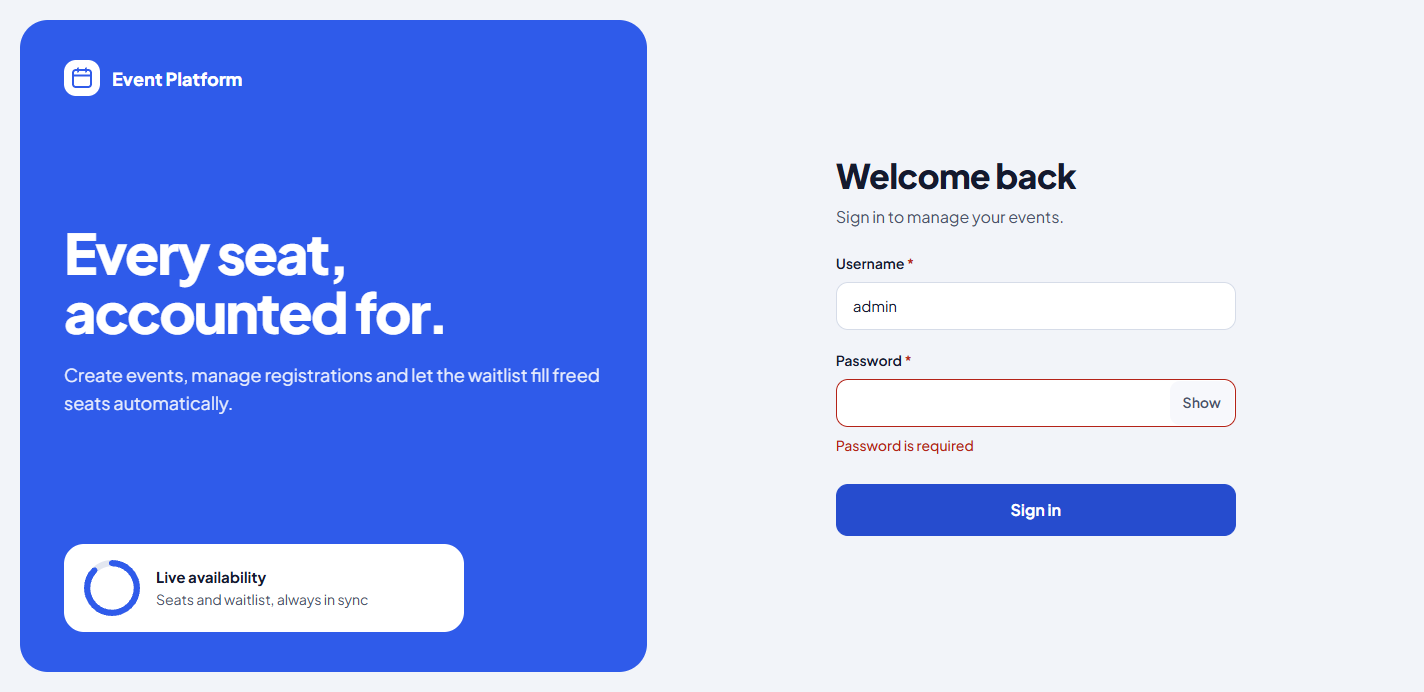 Event Platform
Every seat,
accounted for.
Create events, manage registrations and let the waitlist fill freed
seats automatically.
Live availability
Seats and waitlist, always in sync
Welcome back
Sign in to manage your events.
Username *
admin
Password *
Show
Password is required
Sign in